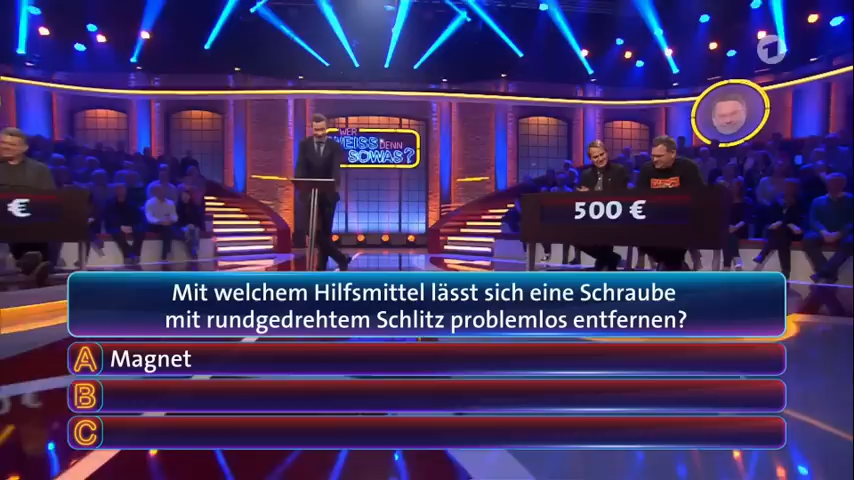 WER
WEISS DENN
SOWAS?
€
500 €
Mit welchem Hilfsmittel lässt sich eine Schraube
mit rundgedrehtem Schlitz problemlos entfernen?
A Magnet
B
C